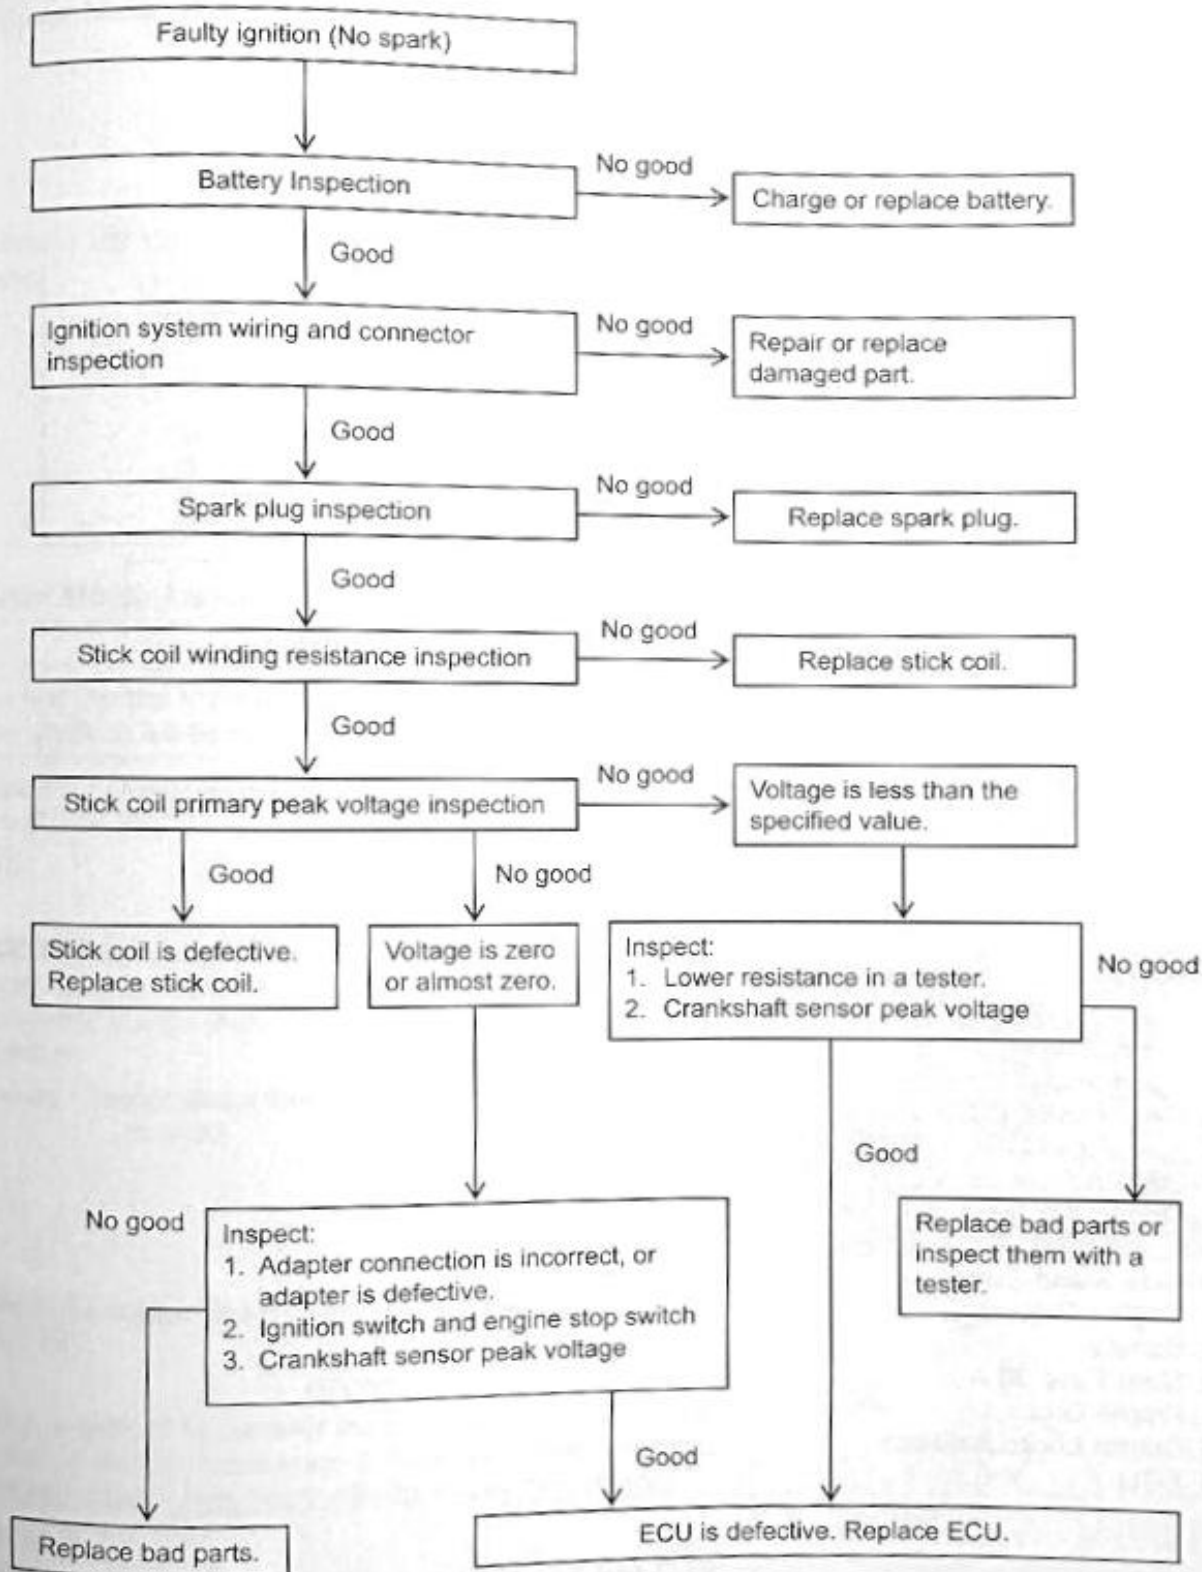 Faulty ignition (No spark)
Battery Inspection
No good
Charge or replace battery.
Good
Ignition system wiring and connector
inspection
No good
Repair or replace
damaged part.
Good
Spark plug inspection
No good
Replace spark plug.
Good
Stick coil winding resistance inspection
No good
Replace stick coil.
Good
Stick coil primary peak voltage inspection
No good
Voltage is less than the
specified value.
Good
No good
Stick coil is defective.
Replace stick coil.
Voltage is zero
or almost zero.
Inspect:
1. Lower resistance in a tester.
2. Crankshaft sensor peak voltage
No good
Good
Replace bad parts or
inspect them with a
tester.
No good
Inspect:
1. Adapter connection is incorrect, or
adapter is defective.
2. Ignition switch and engine stop switch
3. Crankshaft sensor peak voltage
Good
Replace bad parts.
ECU is defective. Replace ECU.